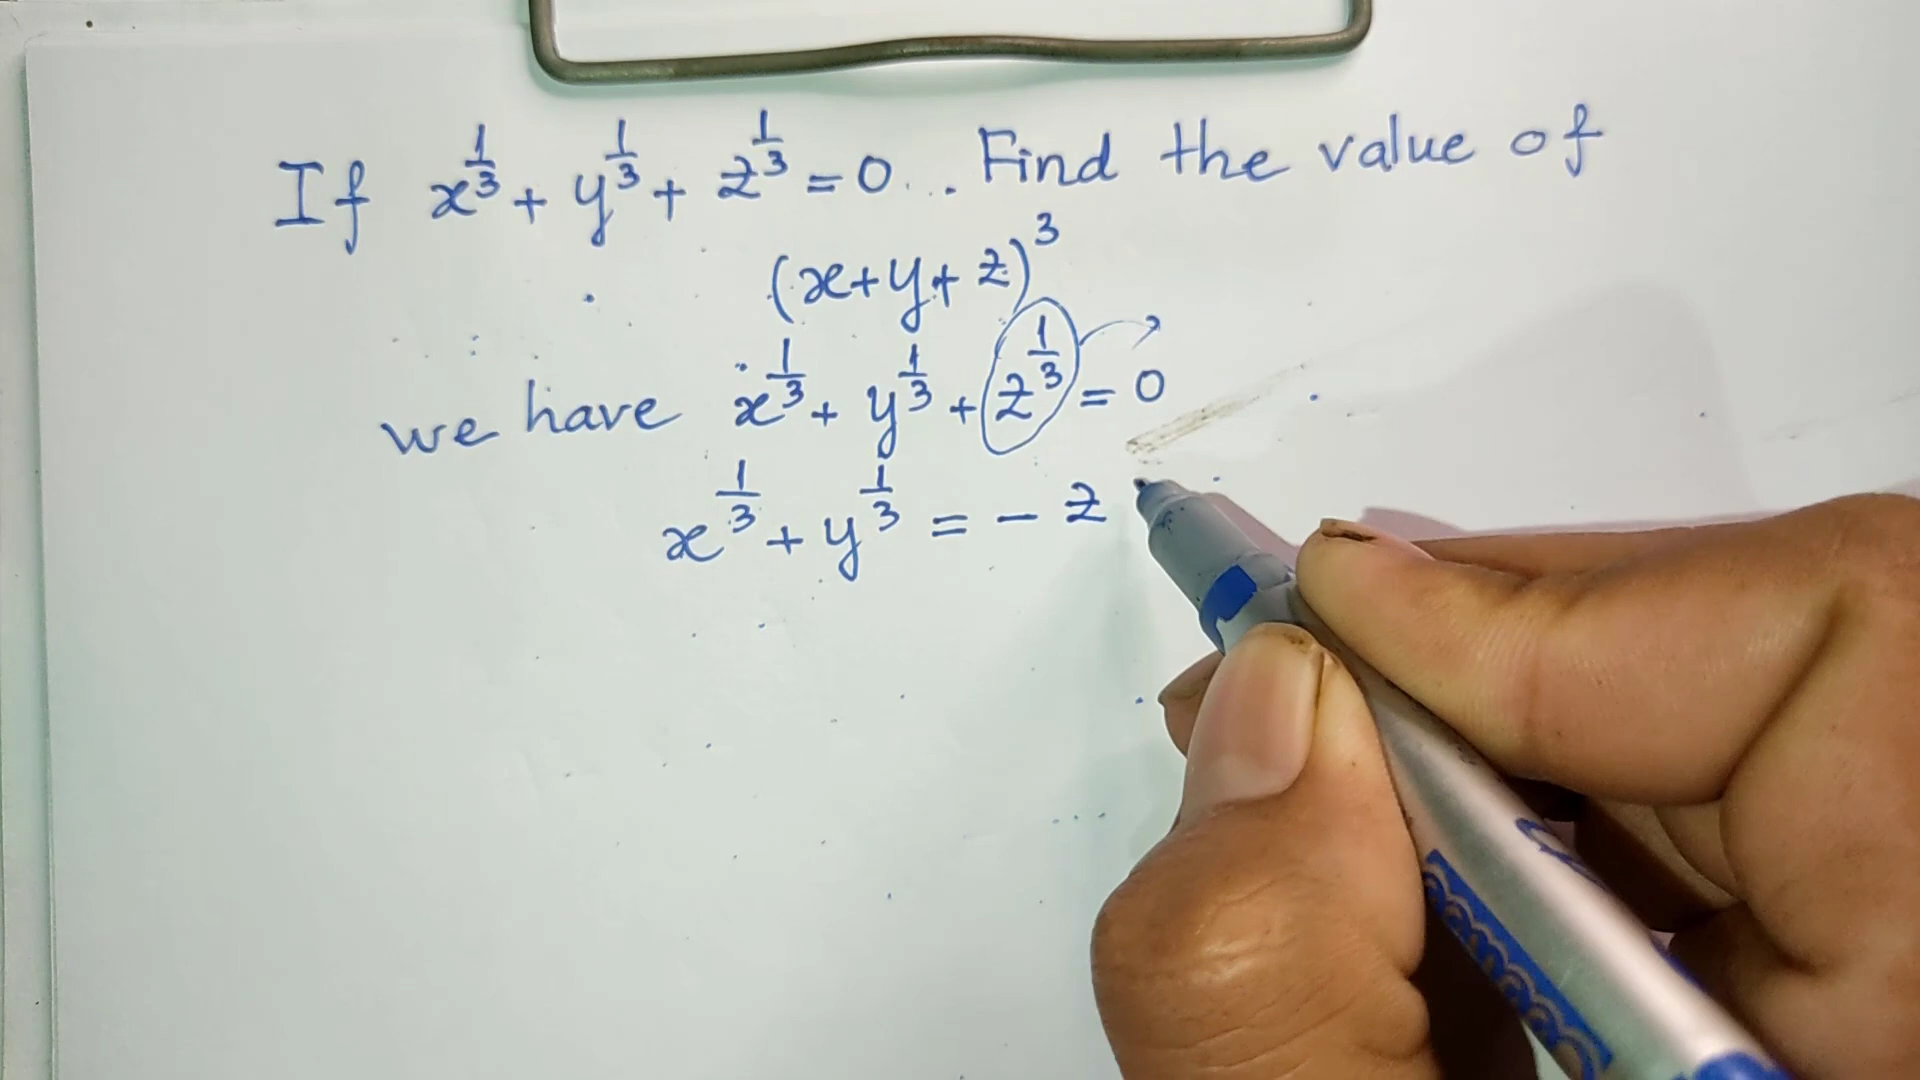 If x^{1/3} + y^{1/3} + z^{1/3} = 0... Find the value of
(x+y+z)^3
we have x^{1/3} + y^{1/3} + z^{1/3} = 0
x^{1/3} + y^{1/3} = - z